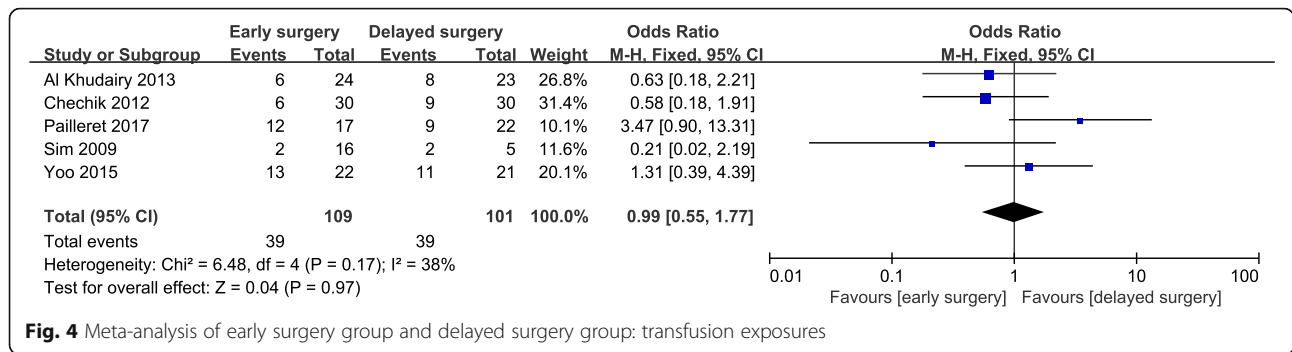 Early surgery Delayed surgery Odds Ratio Odds Ratio
Study or Subgroup Events Total Events Total Weight M-H, Fixed, 95% CI M-H, Fixed, 95% CI
Al Khudairy 2013 6 24 8 23 26.8% 0.63 [0.18, 2.21]
Chechik 2012 6 30 9 30 31.4% 0.58 [0.18, 1.91]
Pailleret 2017 12 17 9 22 10.1% 3.47 [0.90, 13.31]
Sim 2009 2 16 2 5 11.6% 0.21 [0.02, 2.19]
Yoo 2015 13 22 11 21 20.1% 1.31 [0.39, 4.39]
Total (95% CI) 109 101 100.0% 0.99 [0.55, 1.77]
Total events 39 39
Heterogeneity: Chi² = 6.48, df = 4 (P = 0.17); I² = 38%
Test for overall effect: Z = 0.04 (P = 0.97)
0.01 0.1 1 10 100
Favours [early surgery] Favours [delayed surgery]
Fig. 4 Meta-analysis of early surgery group and delayed surgery group: transfusion exposures